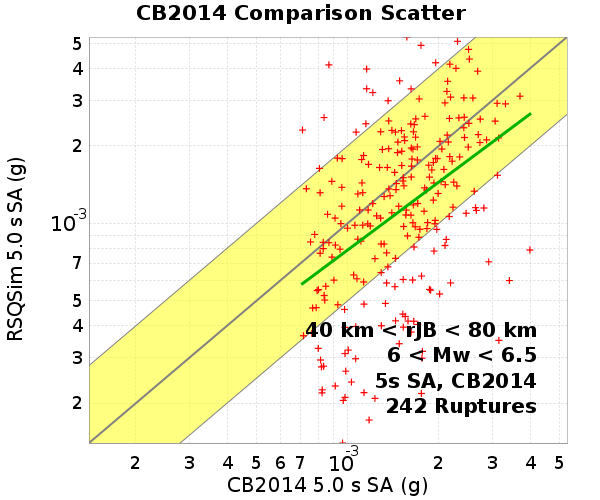 CB2014 Comparison Scatter
RSQSim 5.0 s SA (g)
5
4
3
2
10-3
7
5
4
3
2
40 km < rJB < 80 km
6 < Mw < 6.5
5s SA, CB2014
242 Ruptures
2 3 4 5 6 7 10-3 2 3 4 5
CB2014 5.0 s SA (g)